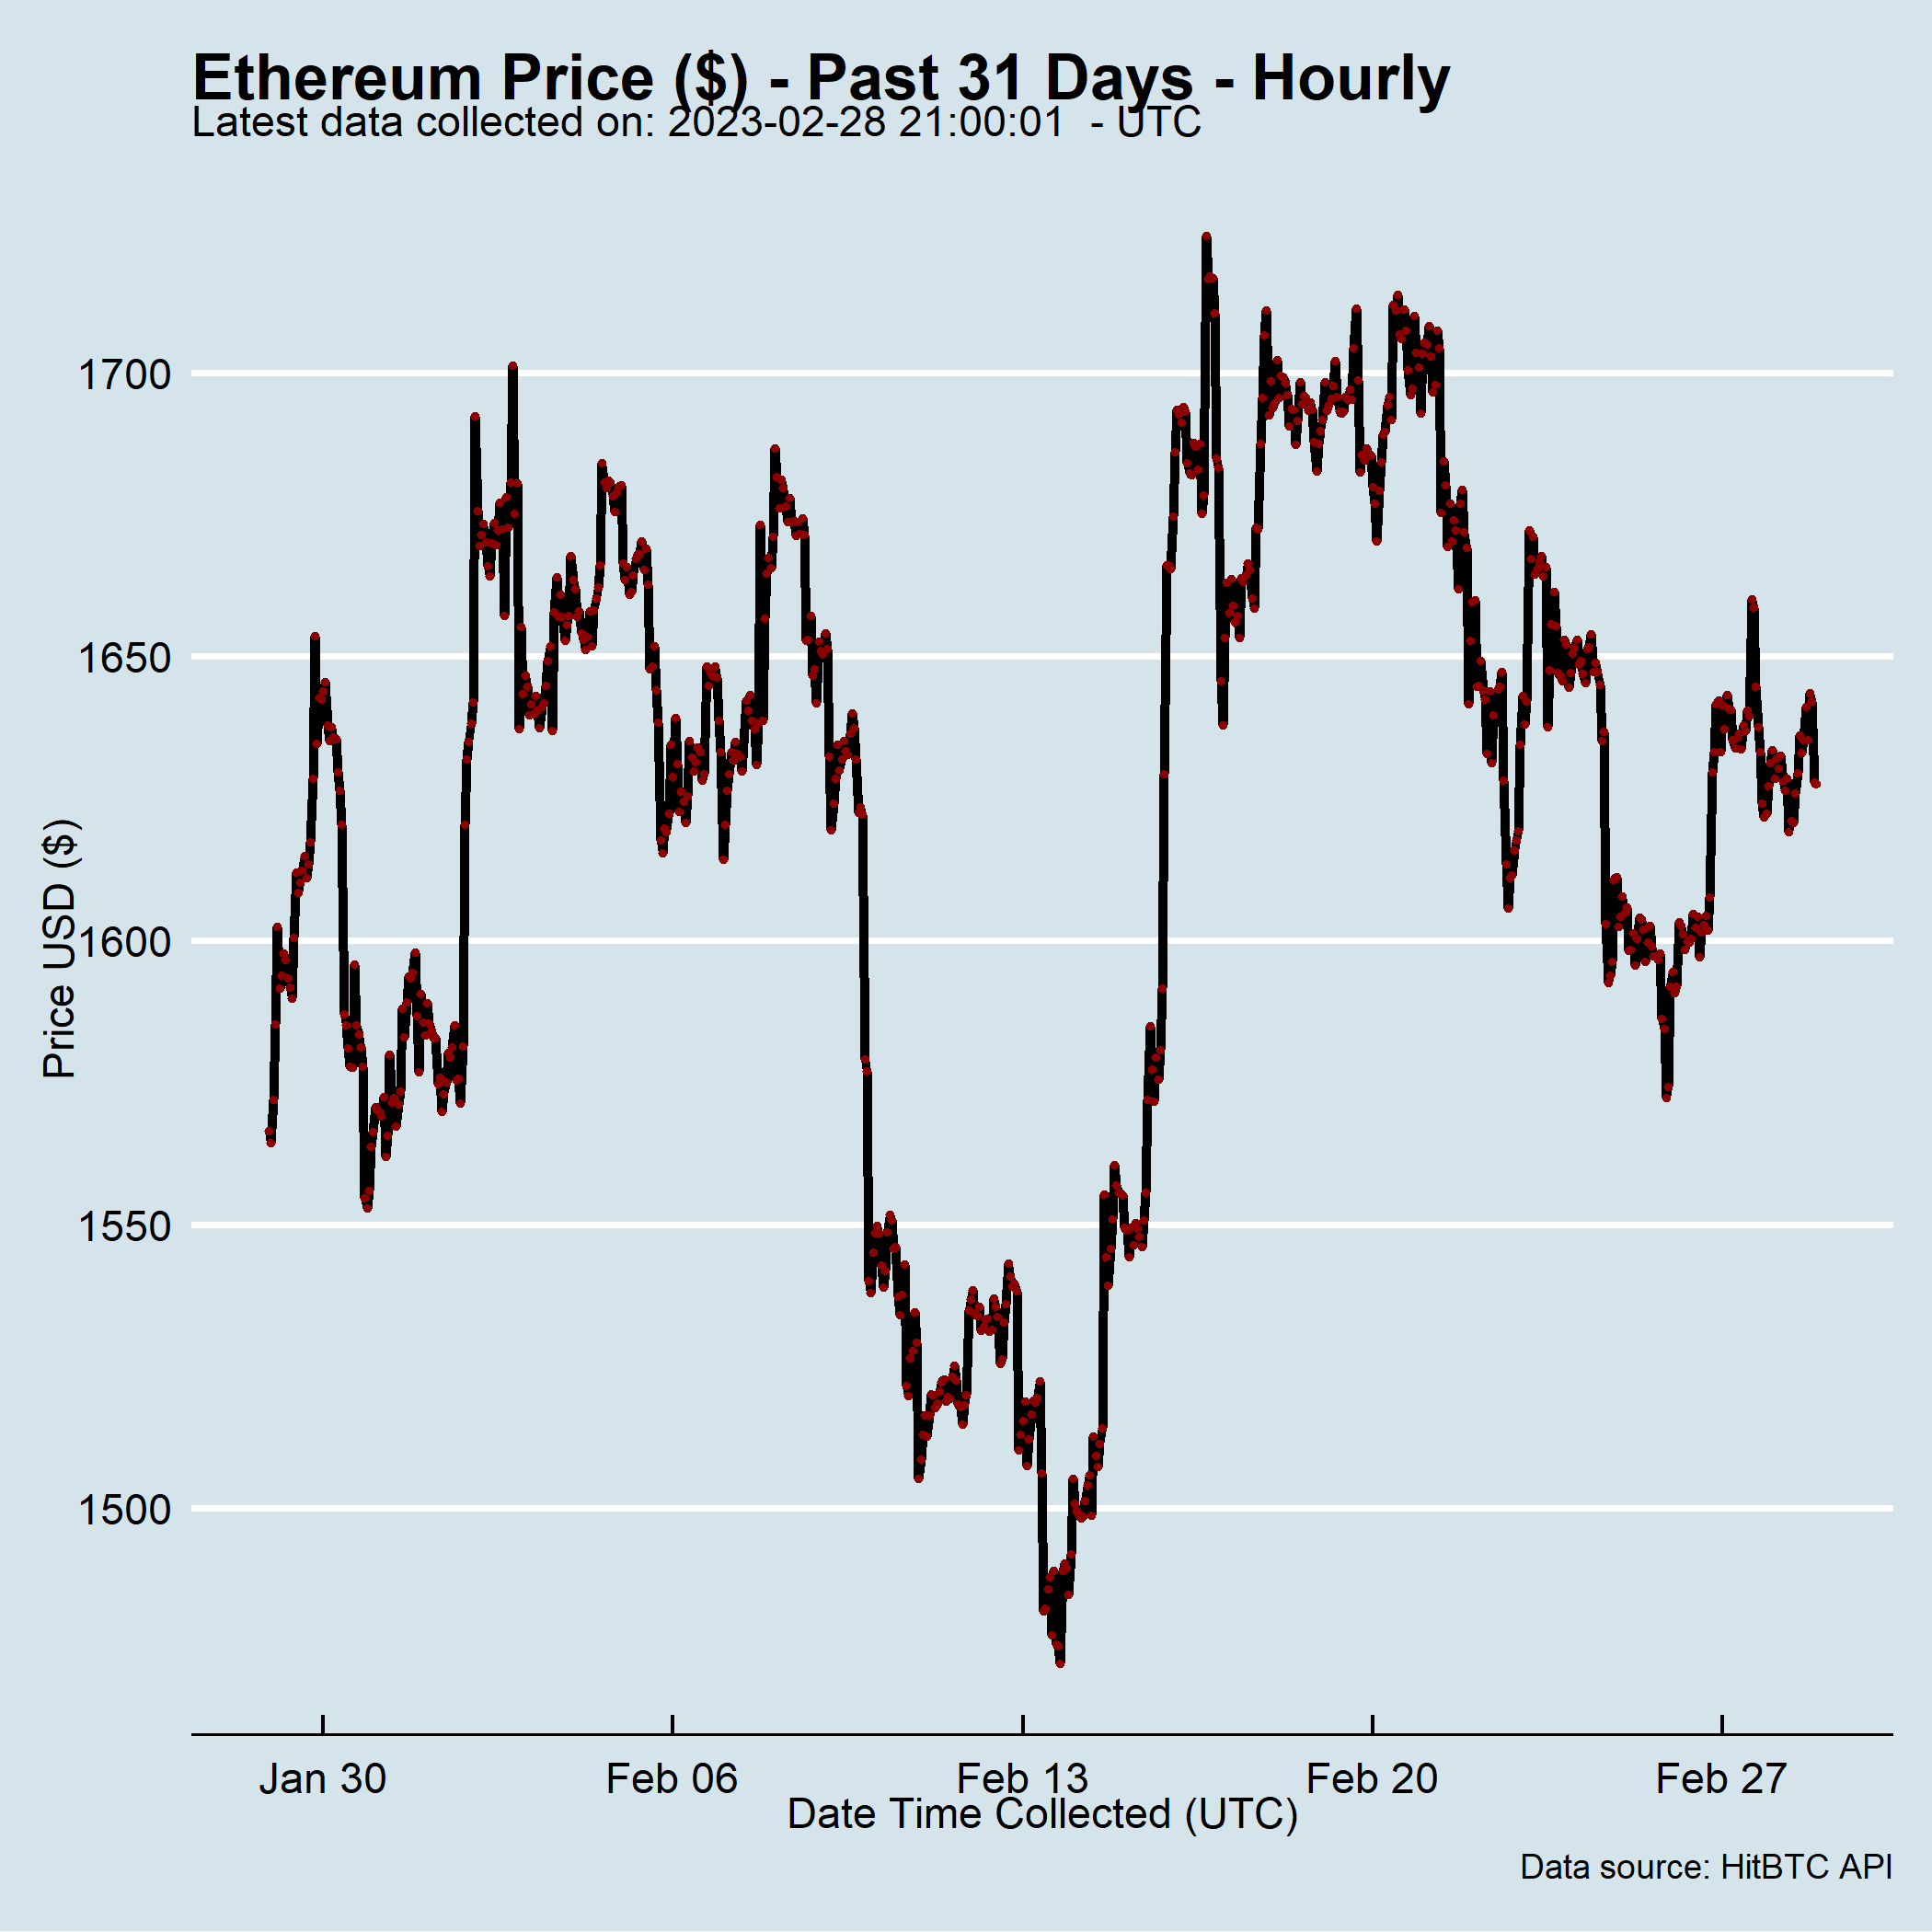 Ethereum Price ($) - Past 31 Days - Hourly
Latest data collected on: 2023-02-28 21:00:01  - UTC
Price USD ($)
1700
1650
1600
1550
1500
Jan 30
Feb 06
Feb 13
Feb 20
Feb 27
Date Time Collected (UTC)
Data source: HitBTC API